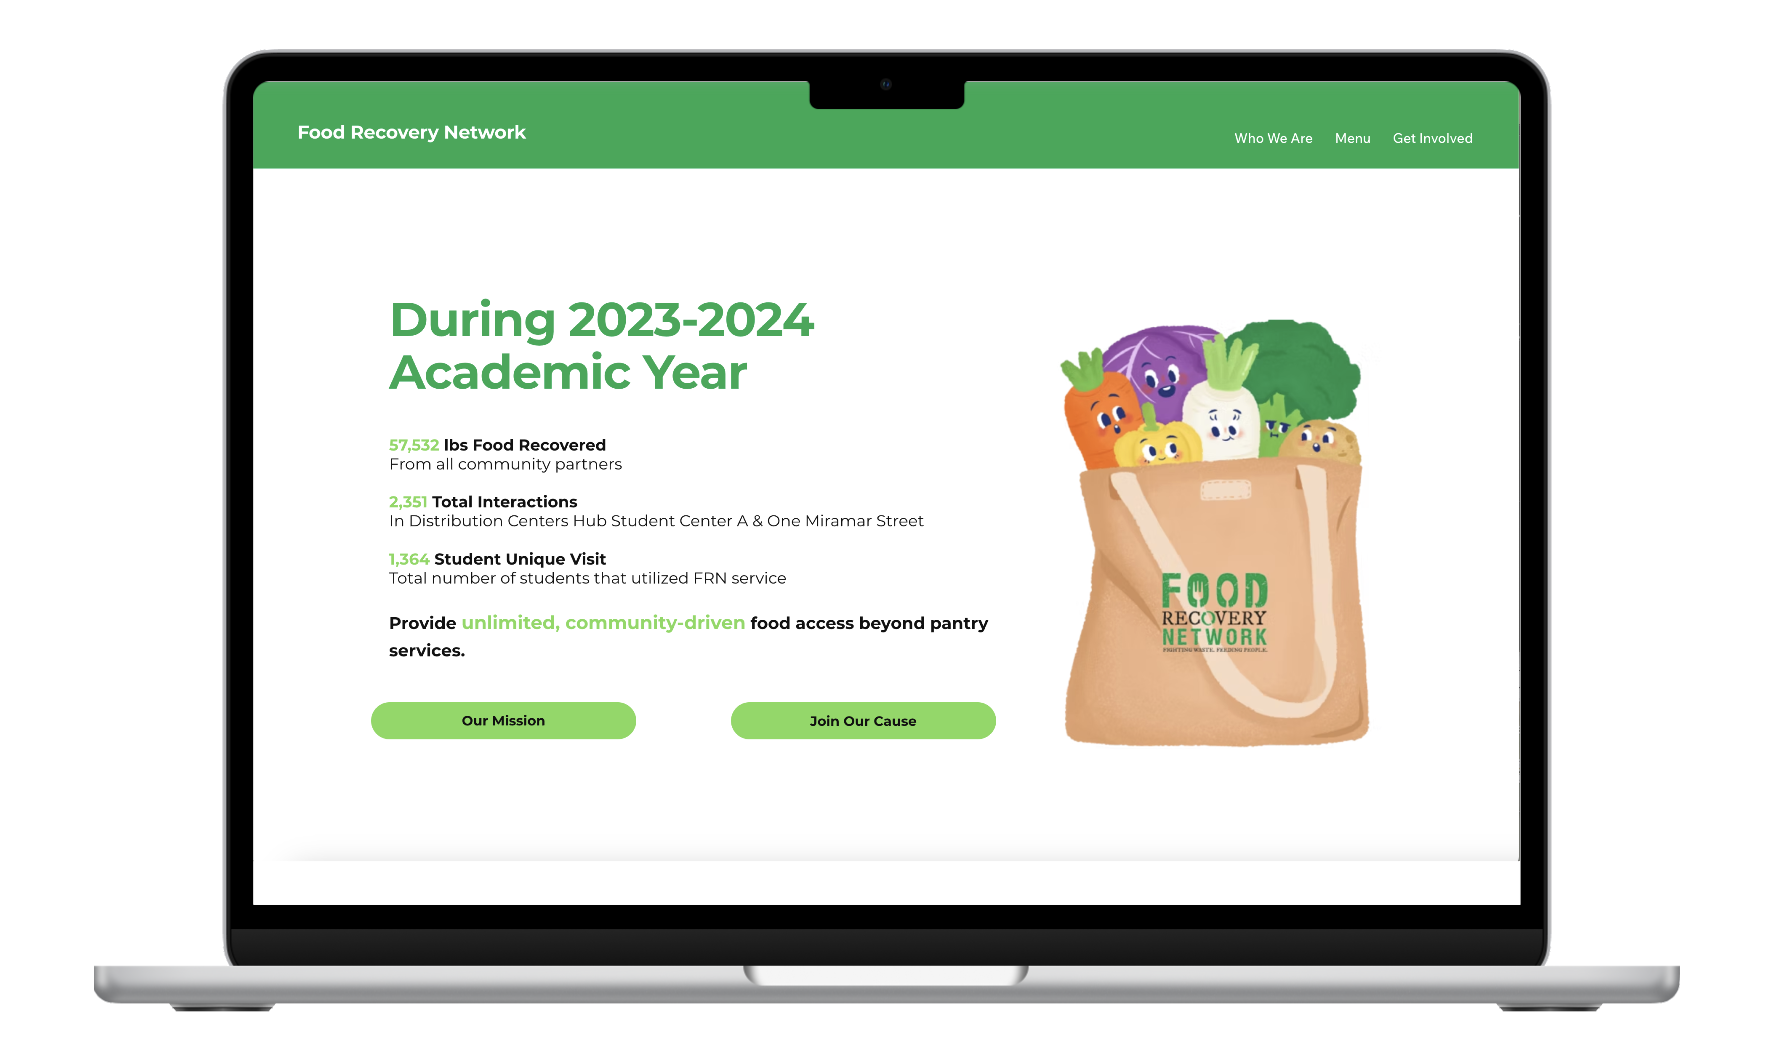 Food Recovery Network
Who We Are Menu Get Involved
During 2023-2024
Academic Year
57,532 lbs Food Recovered
From all community partners
2,351 Total Interactions
In Distribution Centers Hub Student Center A & One Miramar Street
1,364 Student Unique Visit
Total number of students that utilized FRN service
Provide unlimited, community-driven food access beyond pantry
services.
Our Mission
Join Our Cause
FOOD
RECOVERY
NETWORK
FIGHTING WASTE. FEEDING PEOPLE.